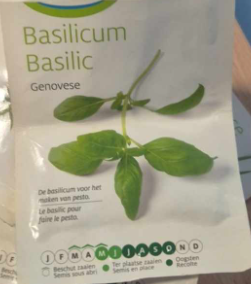 Basilicum
Basilic
Genovese
De basilicum voor het
maken van pesto.
Le basilic pour
faire le pesto.
J F M A M J J A S O N D
Beschut zaaien
Semis sous abri
Ter plaatse zaaien
Semis en place
Oogsten
Récolte